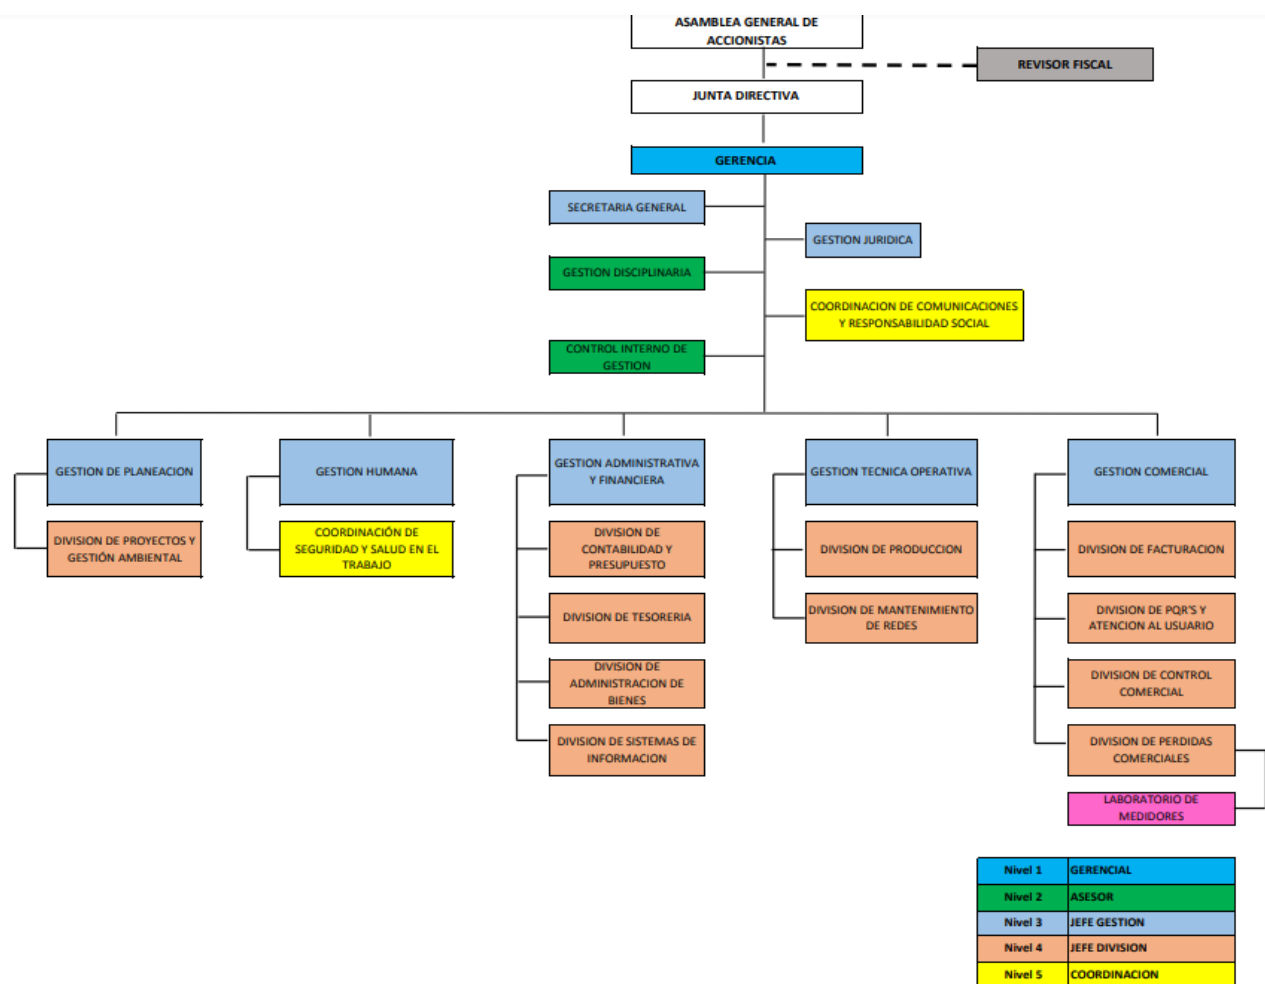 ASAMBLEA GENERAL DE
ACCIONISTAS
REVISOR FISCAL
JUNTA DIRECTIVA
GERENCIA
SECRETARIA GENERAL
GESTION JURIDICA
GESTION DISCIPLINARIA
COORDINACION DE COMUNICACIONES
Y RESPONSABILIDAD SOCIAL
CONTROL INTERNO DE
GESTION
GESTION DE PLANEACION
GESTION HUMANA
GESTION ADMINISTRATIVA
Y FINANCIERA
GESTION TECNICA OPERATIVA
GESTION COMERCIAL
DIVISION DE PROYECTOS Y
GESTIÓN AMBIENTAL
COORDINACIÓN DE
SEGURIDAD Y SALUD EN EL
TRABAJO
DIVISION DE
CONTABILIDAD Y
PRESUPUESTO
DIVISION DE PRODUCCION
DIVISION DE FACTURACION
DIVISION DE TESORERIA
DIVISION DE MANTENIMIENTO
DE REDES
DIVISION DE PQR'S Y
ATENCION AL USUARIO
DIVISION DE
ADMINISTRACION DE
BIENES
DIVISION DE CONTROL
COMERCIAL
DIVISION DE SISTEMAS DE
INFORMACION
DIVISION DE PERDIDAS
COMERCIALES
LABORATORIO DE
MEDIDORES
Nivel 1 GERENCIAL
Nivel 2 ASESOR
Nivel 3 JEFE GESTION
Nivel 4 JEFE DIVISION
Nivel 5 COORDINACION